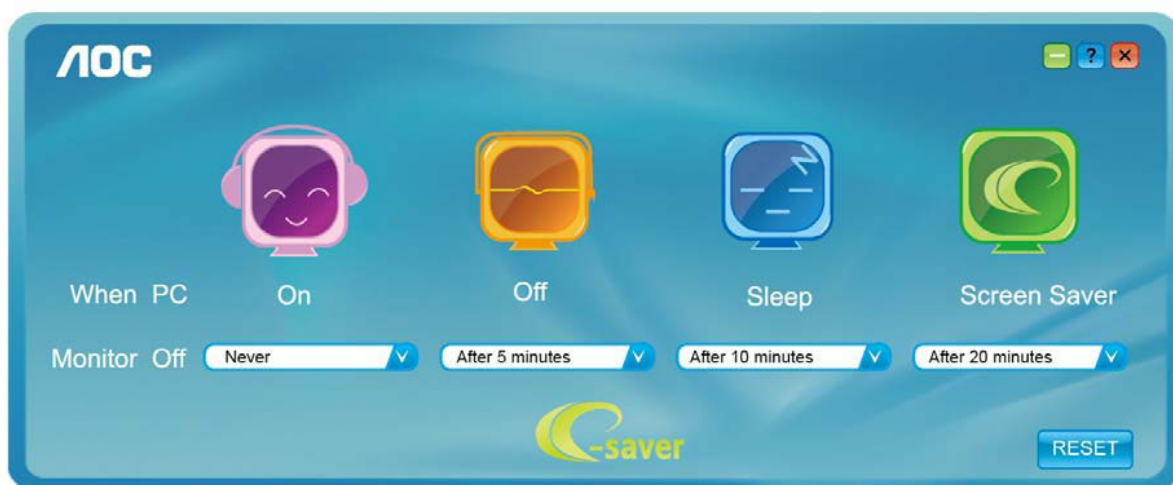 AOC
?
When PC On Off Sleep Screen Saver
Monitor Off Never After 5 minutes After 10 minutes After 20 minutes
e-saver
RESET